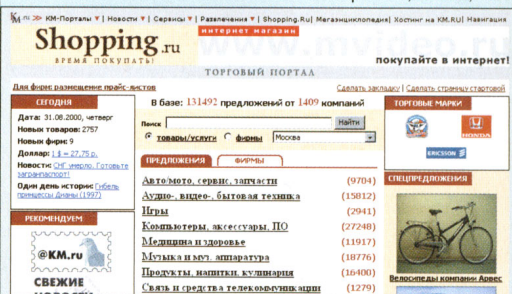 KM.ru >> КМ-Порталы ▼ | Новости ▼ | Сервисы ▼ | Развлечения ▼ | Shopping.Ru | Мегаэнциклопедия | Хостинг на KM.RU | Навигация
интернет магазин
www.mvideo.ru
Shopping.ru
ВРЕМЯ ПОКУПАТЬ!
покупайте в интернет!
ТОРГОВЫЙ ПОРТАЛ
Для фирм: размещение прайс-листов
Сделать закладку | Сделать страницу стартовой
СЕГОДНЯ
Дата: 31.08.2000, четверг
Новых товаров: 2757
Новых фирм: 9
Доллар: 1 $ = 27.75 р.
Новости: СНГ умерло. Готовьте
загранпаспорт!
Один день истории: Гибель
принцессы Дианы (1997)
РЕКОМЕНДУЕМ
@KM.ru
СВЕЖИЕ
НОВОСТИ
В базе: 131492 предложений от 1409 компаний
Поиск
Найти
товары/услуги фирмы Москва
ПРЕДЛОЖЕНИЯ ФИРМЫ
Авто/мото, сервис, запчасти (9704)
Аудио-, видео-, бытовая техника (15812)
Игры (2941)
Компьютеры, аксессуары, ПО (27248)
Медицина и здоровье (11917)
Музыка и муз. аппаратура (18776)
Продукты, напитки, кулинария (16400)
Связь и средства телекоммуникации (1279)
ТОРГОВЫЕ МАРКИ
HONDA
ERICSSON
СПЕЦПРЕДЛОЖЕНИЯ
Велосипеды компании Арвес